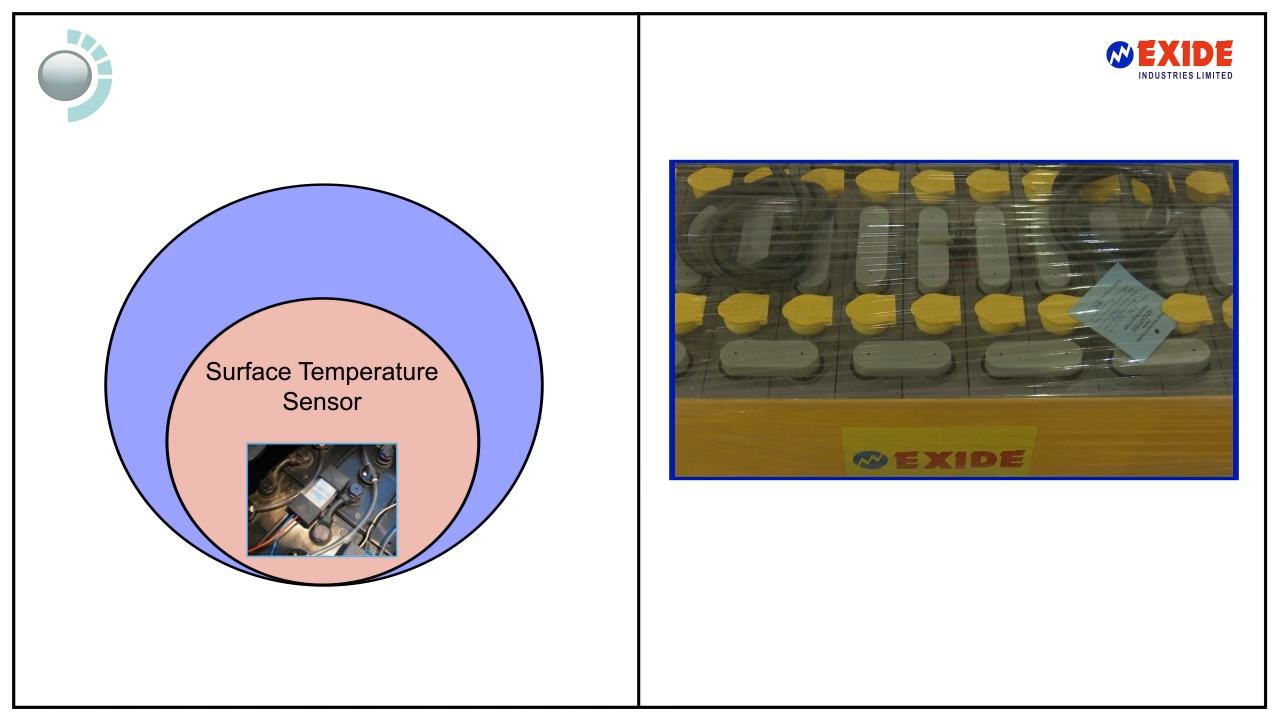 EXIDE
INDUSTRIES LIMITED
Surface Temperature
Sensor
EXIDE